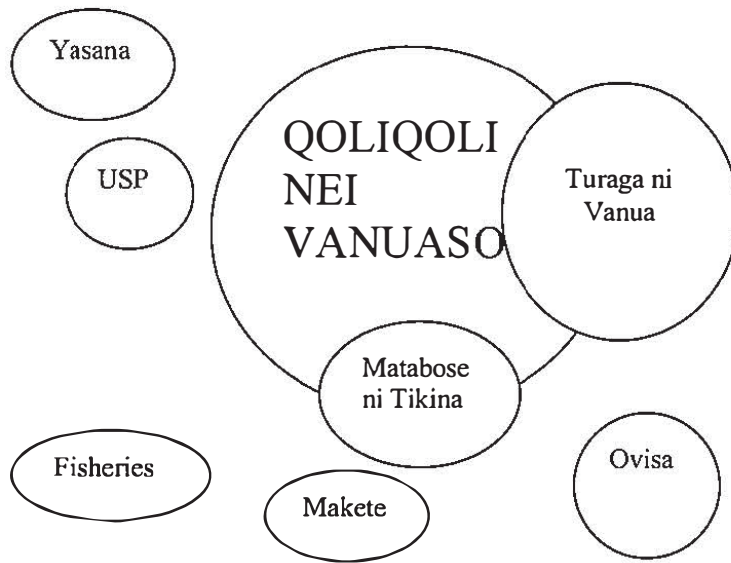 Yasana
USP
QOLIQOLI
NEI
VANUASO
Turaga ni
Vanua
Matabose
ni Tikina
Fisheries
Makete
Ovisa